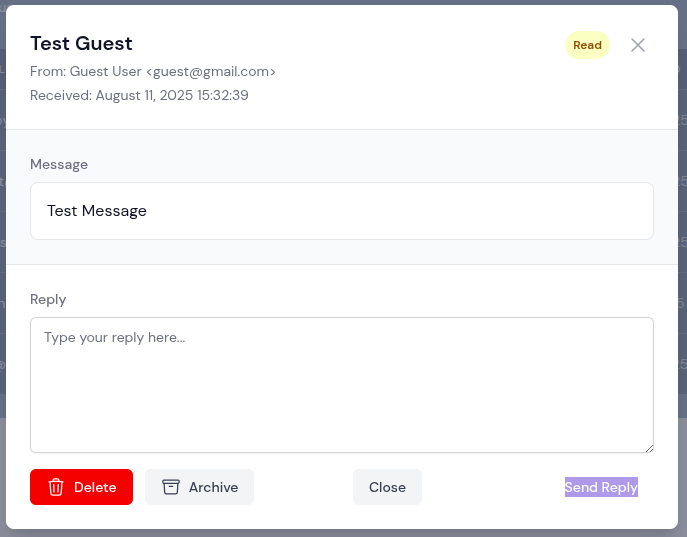 Test Guest
Read
From: Guest User <guest@gmail.com>
Received: August 11, 2025 15:32:39
Message
Test Message
Reply
Type your reply here...
Delete
Archive
Close
Send Reply